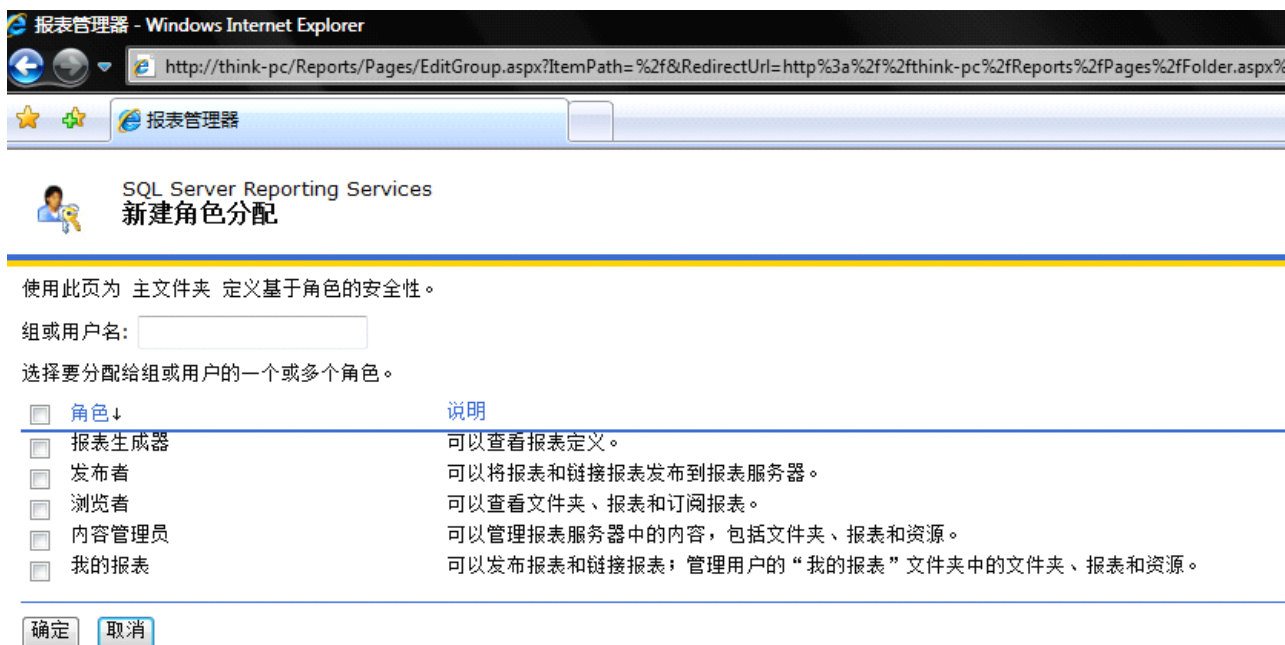 报表管理器 - Windows Internet Explorer
http://think-pc/Reports/Pages/EditGroup.aspx?ItemPath=%2f&RedirectUrl=http%3a%2f%2fthink-pc%2fReports%2fPages%2fFolder.aspx%
报表管理器
SQL Server Reporting Services
新建角色分配
使用此页为 主文件夹 定义基于角色的安全性。
组或用户名:
选择要分配给组或用户的一个或多个角色。
角色↓ 说明
报表生成器 可以查看报表定义。
发布者 可以将报表和链接报表发布到报表服务器。
浏览者 可以查看文件夹、报表和订阅报表。
内容管理员 可以管理报表服务器中的内容，包括文件夹、报表和资源。
我的报表 可以发布报表和链接报表；管理用户的“我的报表”文件夹中的文件夹、报表和资源。
确定 取消